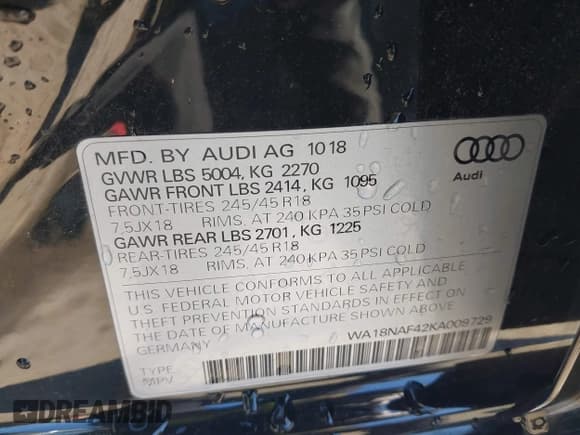 MFD. BY AUDI AG 10 18
GVWR LBS 5004, KG 2270
GAWR FRONT LBS 2414, KG 1095
FRONT-TIRES 245/45 R18
7,5JX18 RIMS. AT 240 KPA 35 PSI COLD
GAWR REAR LBS 2701, KG 1225
REAR-TIRES 245/45 R18
7,5JX18 RIMS. AT 240 KPA 35 PSI COLD
THIS VEHICLE CONFORMS TO ALL APPLICABLE
U.S. FEDERAL MOTOR VEHICLE SAFETY AND
THEFT PREVENTION STANDARDS IN EFFECT ON
THE DATE OF MANUFACTURE SHOWN ABOVE.
GERMANY
WA18NAF42KA009729
TYPE:
MPV
Audi
DREAMBID